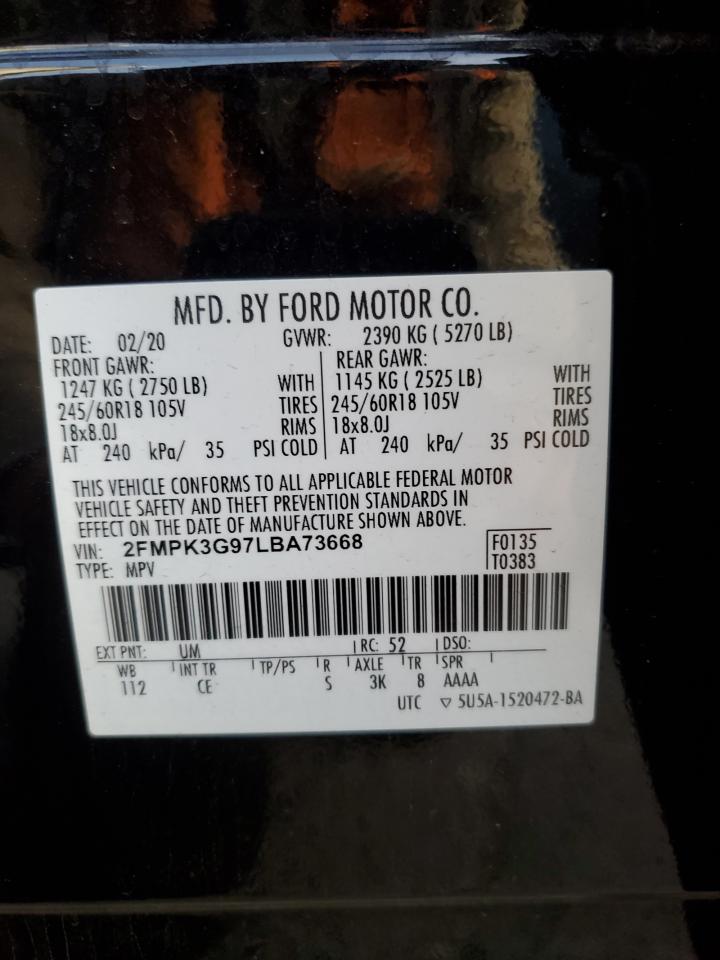 MFD. BY FORD MOTOR CO.
DATE: 02/20 GVWR: 2390 KG ( 5270 LB)
FRONT GAWR: REAR GAWR:
1247 KG ( 2750 LB) WITH 1145 KG ( 2525 LB) WITH
245/60R18 105V TIRES 245/60R18 105V TIRES
18x8.0J RIMS 18x8.0J RIMS
AT 240 kPa/ 35 PSI COLD AT 240 kPa/ 35 PSI COLD
THIS VEHICLE CONFORMS TO ALL APPLICABLE FEDERAL MOTOR
VEHICLE SAFETY AND THEFT PREVENTION STANDARDS IN
EFFECT ON THE DATE OF MANUFACTURE SHOWN ABOVE.
VIN: 2FMPK3G97LBA73668 F0135
TYPE: MPV T0383
EXT PNT: UM RC: 52 DSO:
WB INT TR TP/PS R AXLE TR SPR
112 CE S 3K 8 AAAA
UTC ▽ 5U5A-1520472-BA